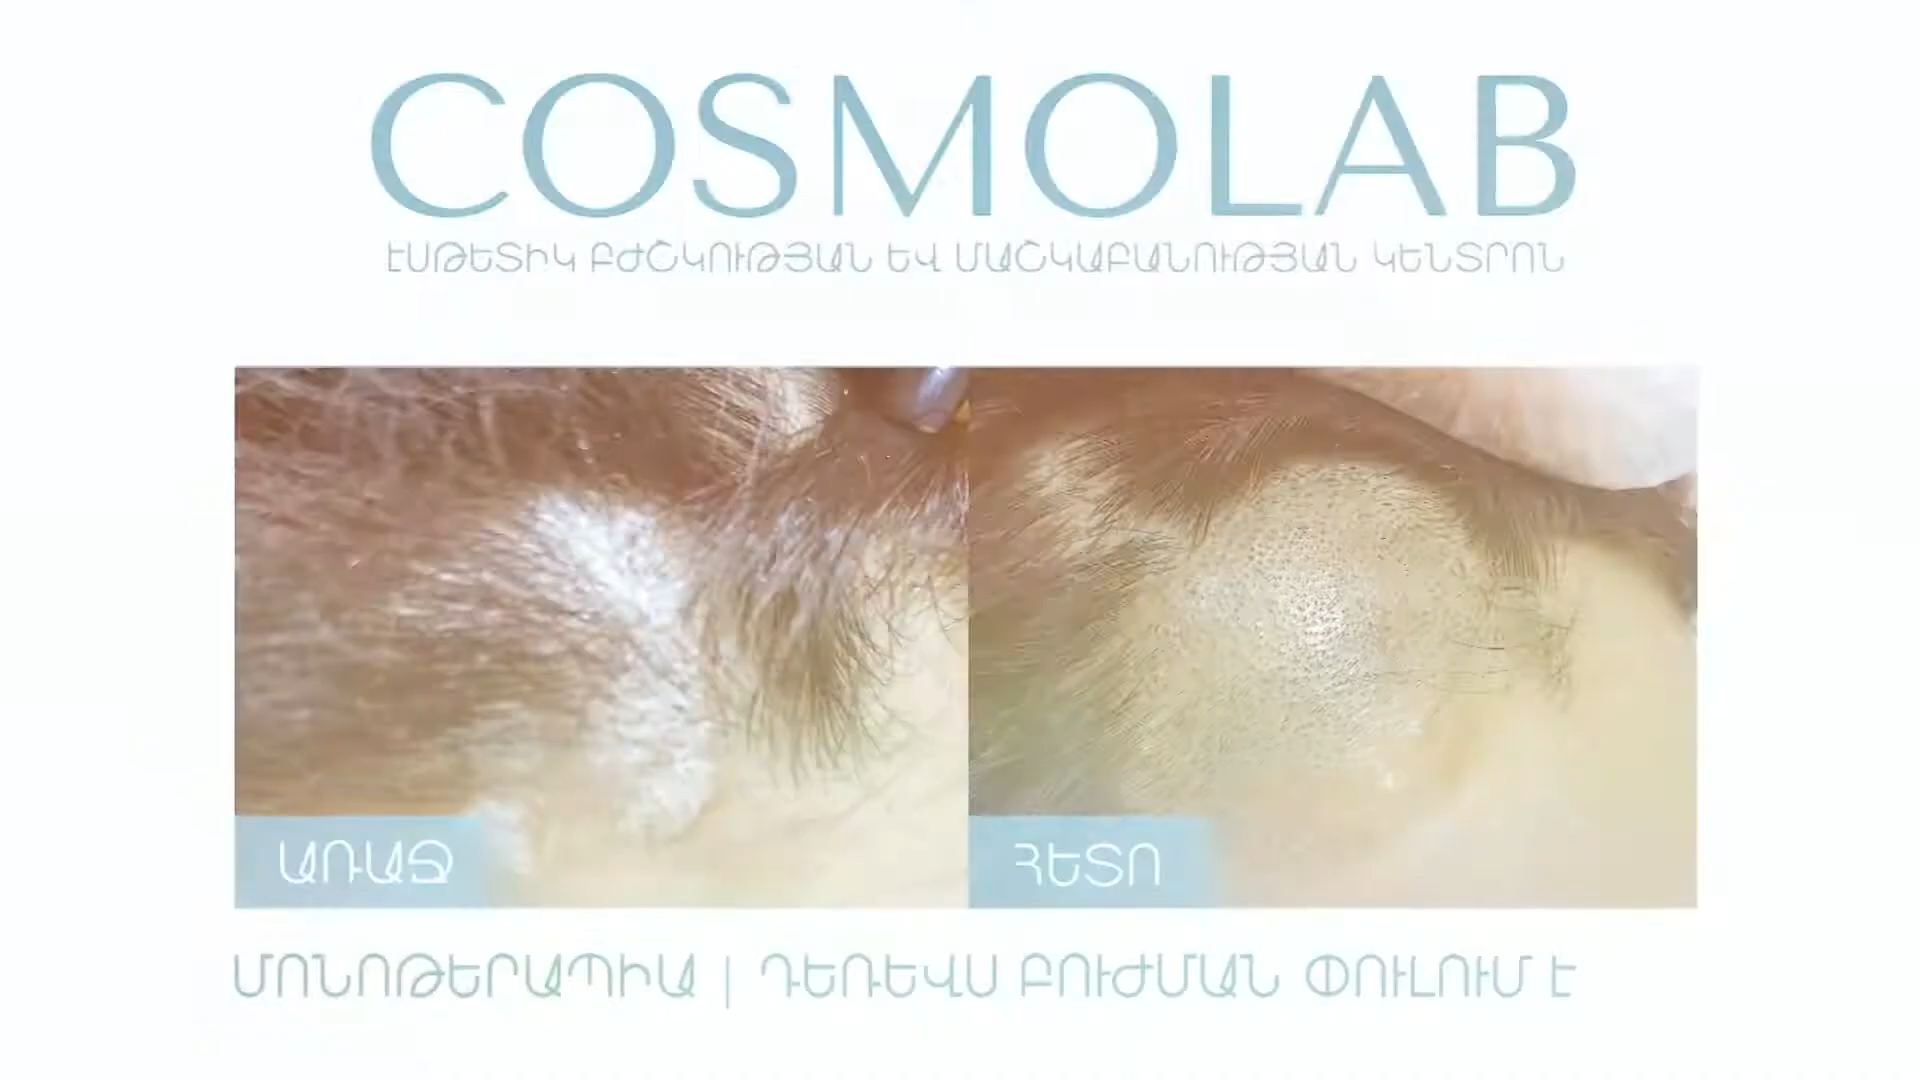 COSMOLAB
ԷՍԹԵՏԻԿ ԲԺՇԿՈՒԹՅԱՆ ԵՎ ՄԱՇԿԱԲԱՆՈՒԹՅԱՆ ԿԵՆՏՐՈՆ
ԱՌԱՋ
ՀԵՏՈ
ՄՈՆՈԹԵՐԱՊԻԱ | ԴԵՌԵՎՍ ԲՈՒԺՄԱՆ ՓՈՒԼՈՒՄ Է